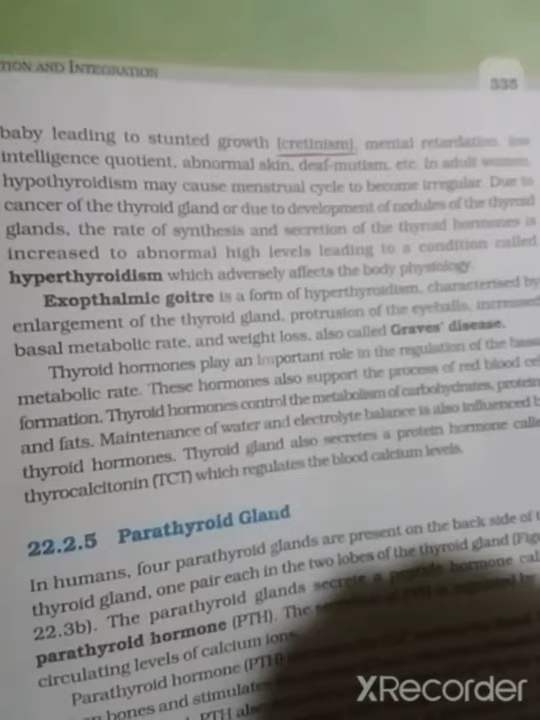 TION AND INTEGRATION
335
baby leading to stunted growth (cretinism), mental retardation, low
intelligence quotient, abnormal skin, deaf-mutism, etc. In adult women,
hypothyroidism may cause menstrual cycle to become irregular. Due to
cancer of the thyroid gland or due to development of nodules of the thyroid
glands, the rate of synthesis and secretion of the thyroid hormones is
increased to abnormal high levels leading to a condition called
hyperthyroidism which adversely affects the body physiology.
Exopthalmic goitre is a form of hyperthyroidism, characterised by
enlargement of the thyroid gland, protrusion of the eyeballs, increased
basal metabolic rate, and weight loss, also called Graves' disease.
Thyroid hormones play an important role in the regulation of the basal
metabolic rate. These hormones also support the process of red blood cel
formation. Thyroid hormones control the metabolism of carbohydrates, protein
and fats. Maintenance of water and electrolyte balance is also influenced b
thyroid hormones. Thyroid gland also secretes a protein hormone calle
thyrocalcitonin (TCT) which regulates the blood calcium levels.
22.2.5 Parathyroid Gland
In humans, four parathyroid glands are present on the back side of t
thyroid gland, one pair each in the two lobes of the thyroid gland (Figu
22.3b). The parathyroid glands secrete a peptide hormone cal
parathyroid hormone (PTH). The
circulating levels of calcium ions.
Parathyroid hormone (PTH)
on bones and stimulates
PTH also
XRecorder